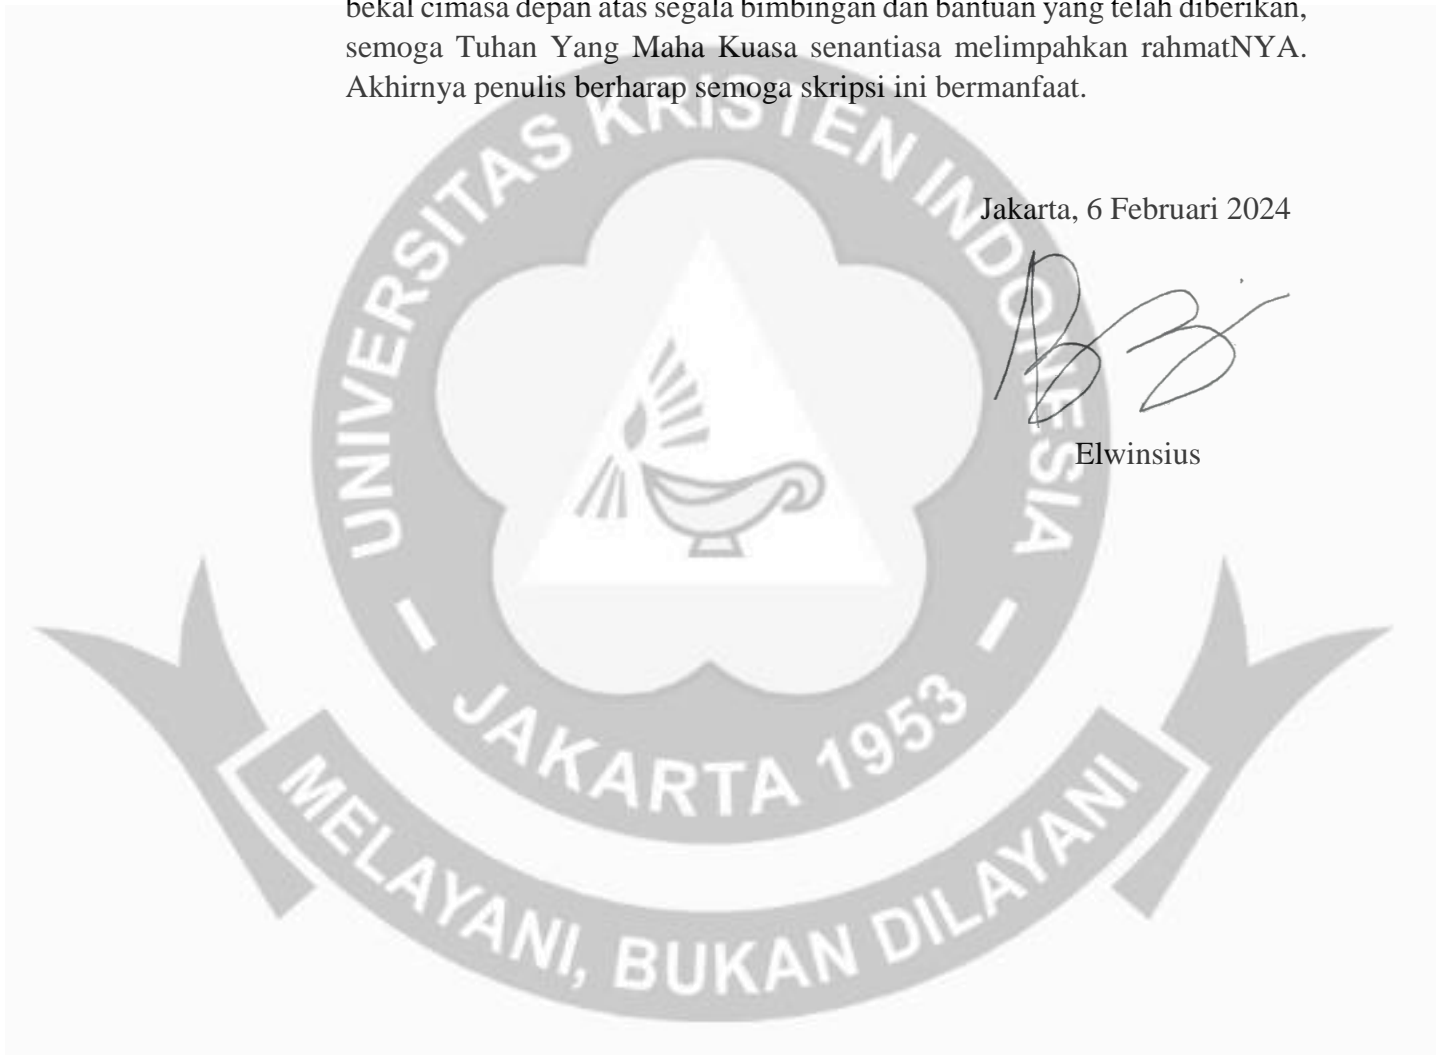 bekal cimasa depan atas segala bimbingan dan bantuan yang telah diberikan,
semoga Tuhan Yang Maha Kuasa senantiasa melimpahkan rahmatNYA.
Akhirnya penulis berharap semoga skripsi ini bermanfaat.
Jakarta, 6 Februari 2024
Elwinsius
UNIVERSITAS KRISTEN INDONESIA
JAKARTA 1953
MELAYANI, BUKAN DILAYANI